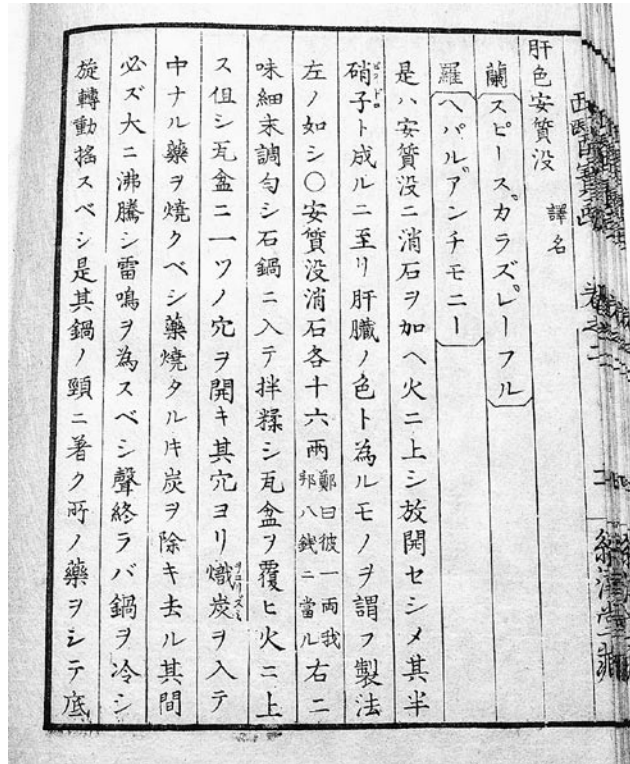 肝色安質没 譯名
蘭 スピースガラズレーフル
羅 ヘパルアンチモニー
是ハ安質没ニ消石ヲ加ヘ火ニ上シ放開セシメ其半
硝子ト成ルニ至リ肝臓ノ色ト為ルモノヲ謂フ製法
左ノ如シ〇安質没消石各十六兩 鄭曰彼一兩我邦八錢ニ當ル 右二
味細末調勻シ石鍋ニ入テ拌糅シ瓦盆ヲ覆ヒ火ニ上
ス但シ瓦盆ニ一ツノ穴ヲ開キ其穴ヨリ熾炭ヲ入テ
中ナル藥ヲ燒クベシ藥燒タル片炭ヲ除キ去ル其間
必ズ大ニ沸騰シ雷鳴ヲ為スベシ聲終ラバ鍋ヲ冷シ
旋轉動搖スベシ是其鍋ノ頸ニ著ク所ノ藥ヲシテ底